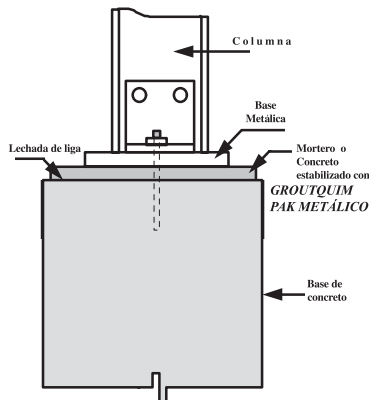 Columna
Base
Metálica
Lechada de liga
Mortero o
Concreto
estabilizado con
GROUTQUIM
PAK METÁLICO
Base de
concreto